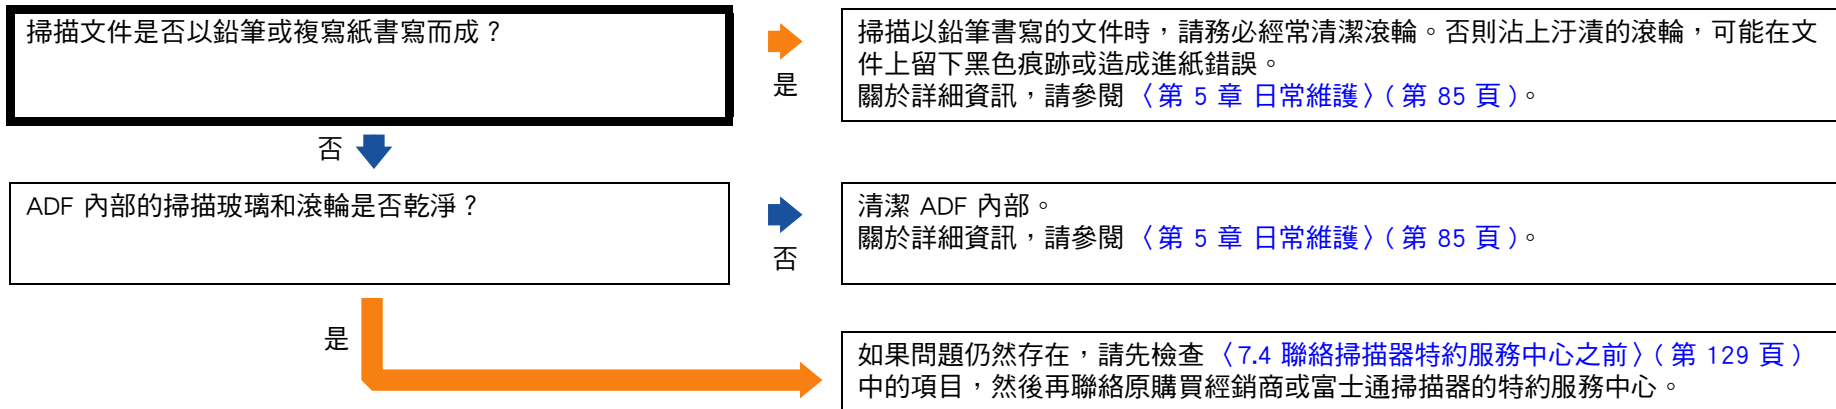 掃描文件是否以鉛筆或複寫紙書寫而成？
是
掃描以鉛筆書寫的文件時，請務必經常清潔滾輪。否則沾上汙漬的滾輪，可能在文
件上留下黑色痕跡或造成進紙錯誤。
關於詳細資訊，請參閱〈第 5 章 日常維護〉( 第 85 頁 )。
否
ADF 內部的掃描玻璃和滾輪是否乾淨？
否
清潔 ADF 內部。
關於詳細資訊，請參閱〈第 5 章 日常維護〉( 第 85 頁 )。
是
如果問題仍然存在，請先檢查〈7.4 聯絡掃描器特約服務中心之前〉( 第 129 頁 )
中的項目，然後再聯絡原購買經銷商或富士通掃描器的特約服務中心。